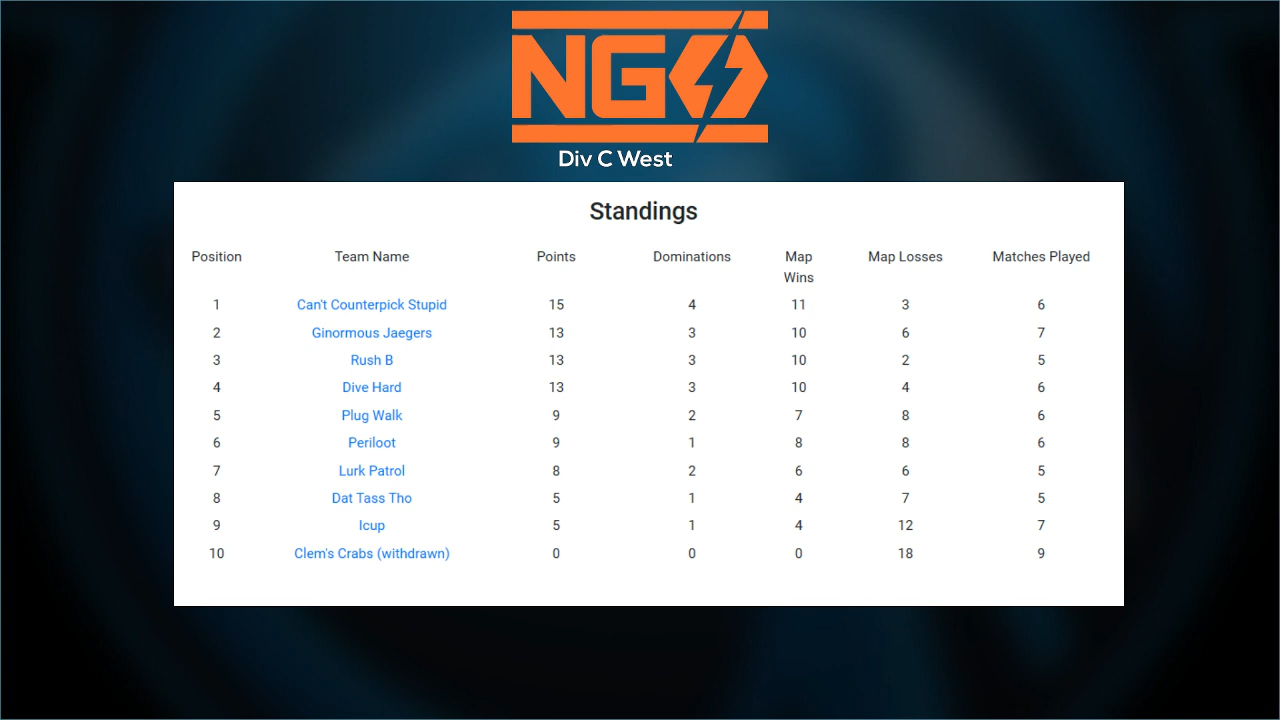 NGO
Div C West
Standings
Position Team Name Points Dominations Map Wins Map Losses Matches Played
1 Can't Counterpick Stupid 15 4 11 3 6
2 Ginormous Jaegers 13 3 10 6 7
3 Rush B 13 3 10 2 5
4 Dive Hard 13 3 10 4 6
5 Plug Walk 9 2 7 8 6
6 Periloot 9 1 8 8 6
7 Lurk Patrol 8 2 6 6 5
8 Dat Tass Tho 5 1 4 7 5
9 Icup 5 1 4 12 7
10 Clem's Crabs (withdrawn) 0 0 0 18 9